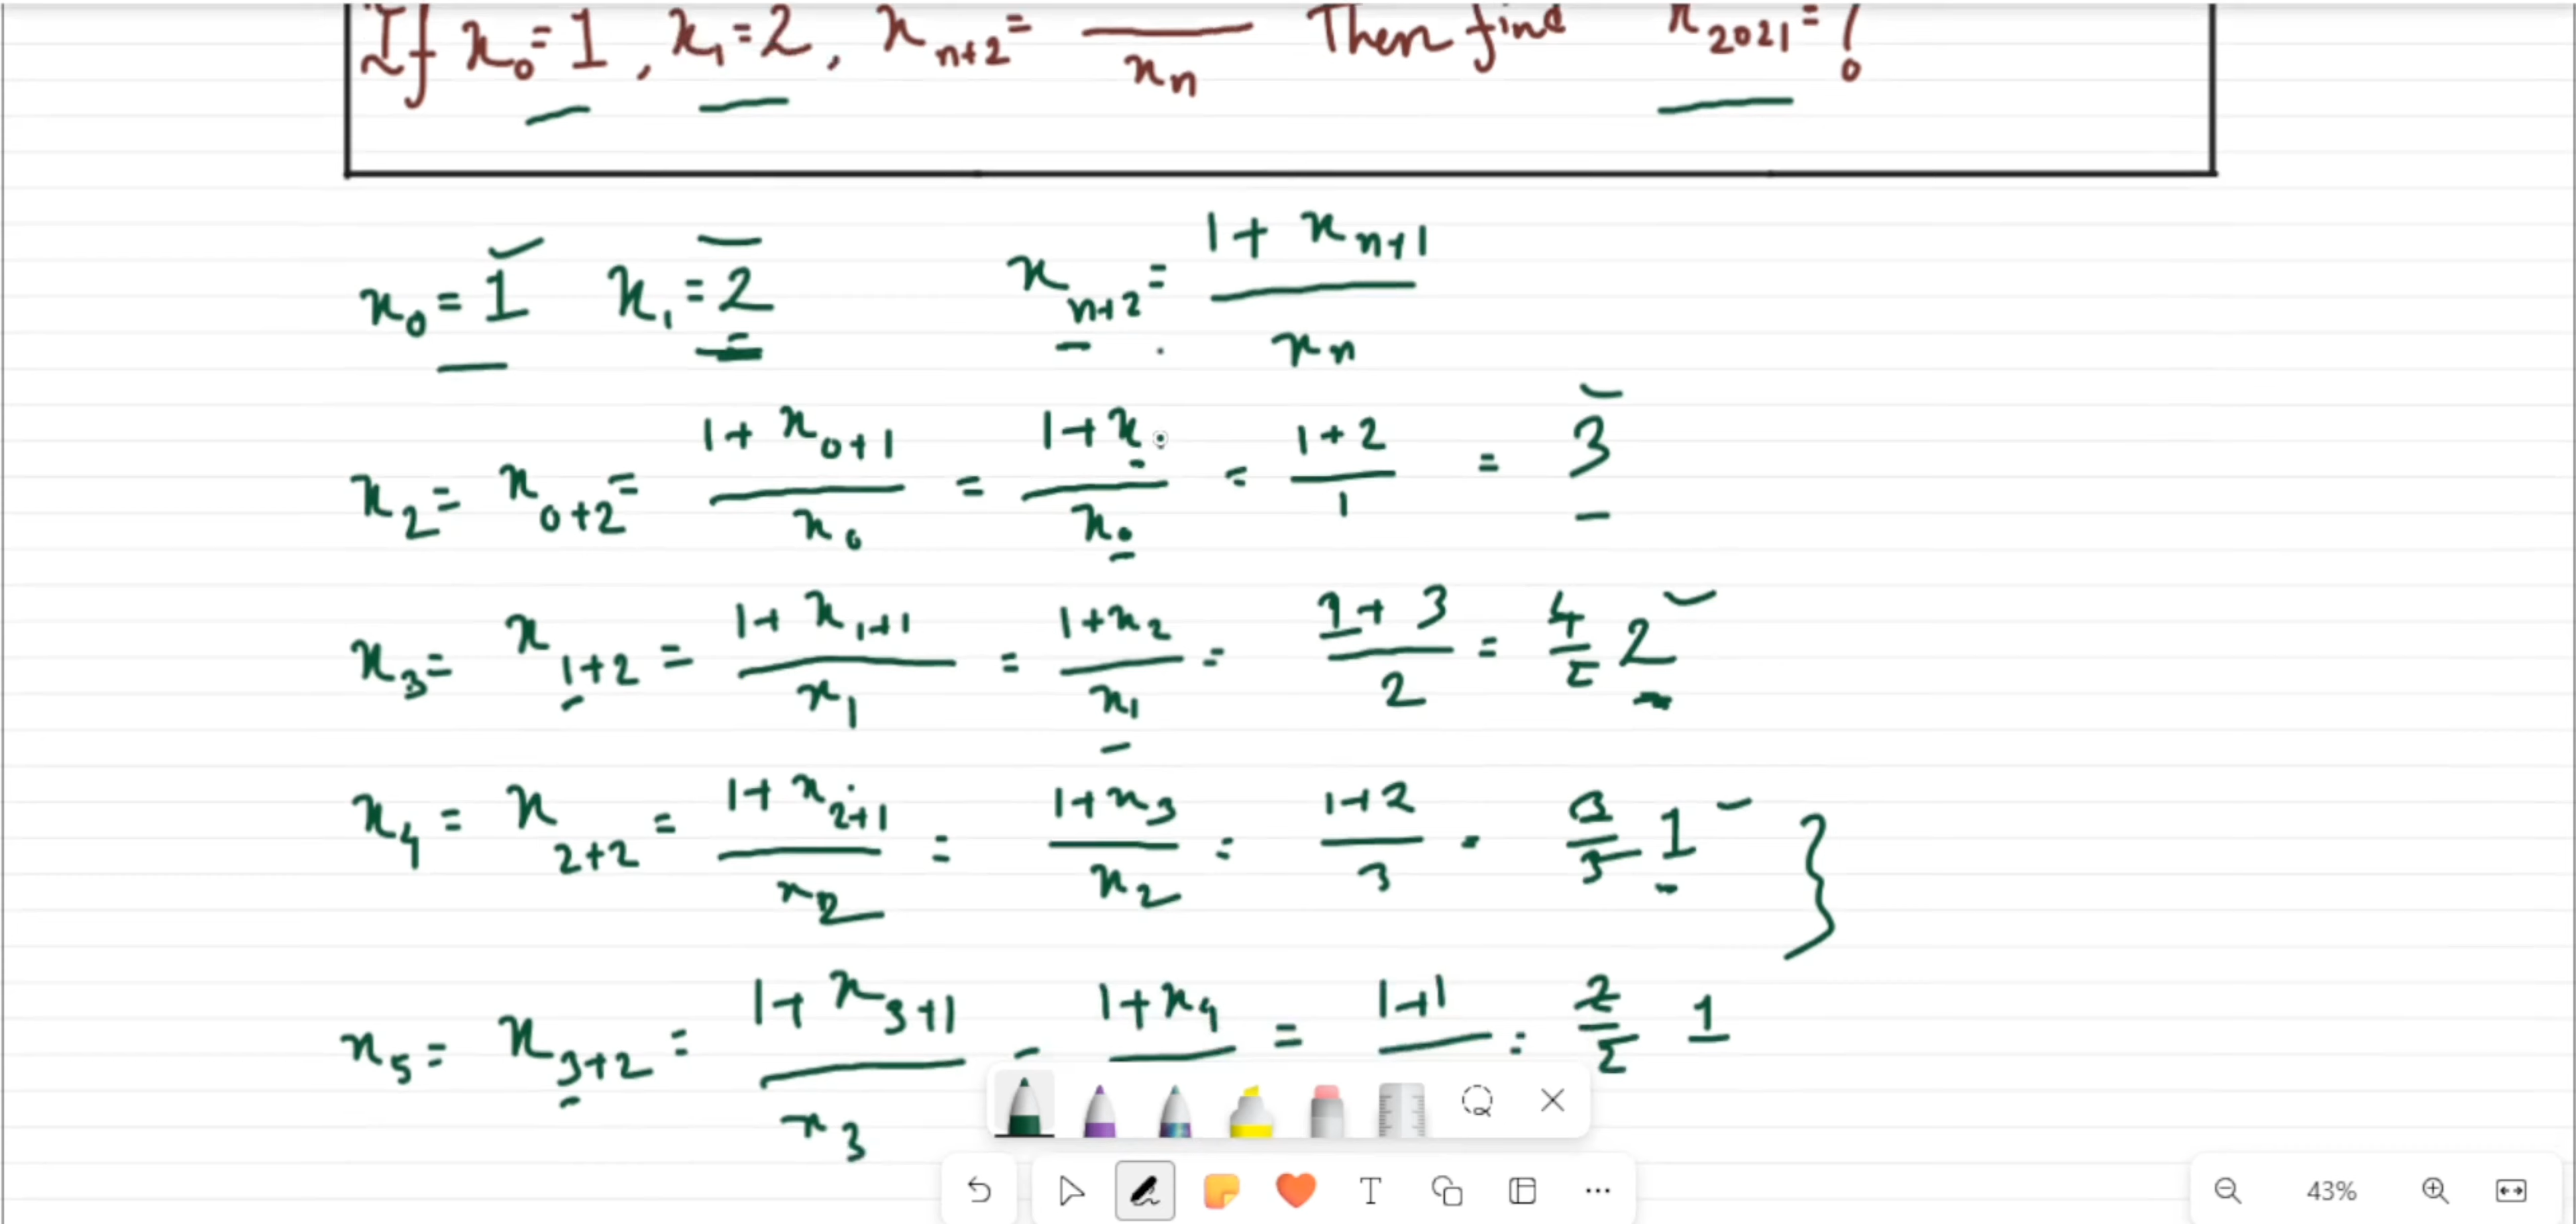 If x₀ = 1, x₁ = 2, xₙ₊₂ = —/xₙ Then find x₂₀₂₁ = ?
x₀ = 1 x₁ = 2 xₙ₊₂ = (1 + xₙ₊₁)/xₙ
x₂ = x₀₊₂ = (1 + x₀₊₁)/x₀ = (1 + x.)/x₀ = (1 + 2)/1 = 3
x₃ = x₁₊₂ = (1 + x₁₊₁)/x₁ = (1 + x₂)/x₁ = (1 + 3)/2 = 4/2 2
x₄ = x₂₊₂ = (1 + x₂₊₁)/x₂ = (1 + x₃)/x₂ = (1 + 2)/3 = 3/3 1 }
x₅ = x₃₊₂ = (1 + x₃₊₁)/x₃ = (1 + x₄)/ = (1 + 1)/ = 2/2 1
T
43%